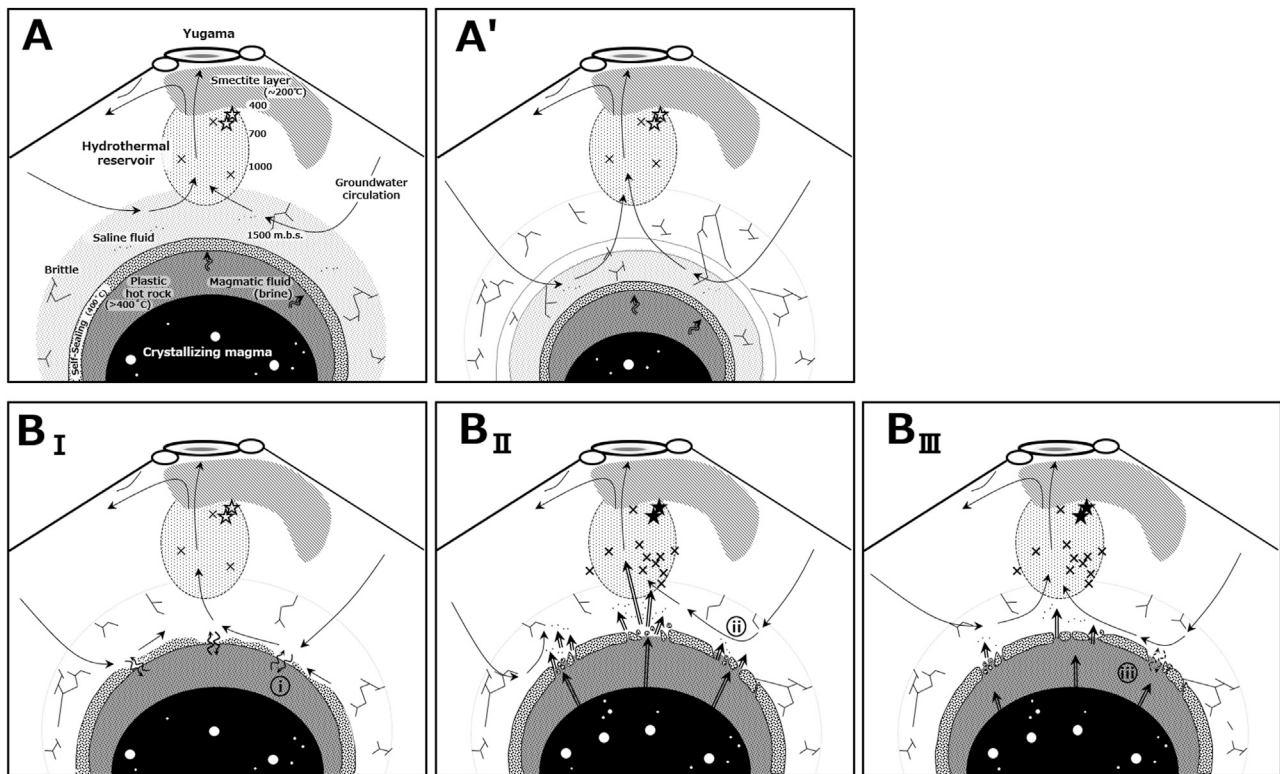 A
Yugama
Smectite layer
(~200℃)
400
700
1000
Hydrothermal
reservoir
Groundwater
circulation
1500 m.b.s.
Saline fluid
Brittle
Plastic
hot rock
(>400℃)
Magmatic fluid
(brine)
Self-Sealing (400℃)
Crystallizing magma
A'
B I
i
B II
ii
B III
iii